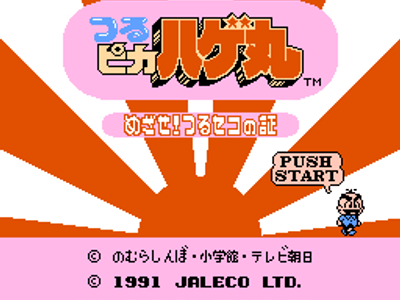 つる
ピカ
ハゲ丸
TM
めざせ!つるセコの証
PUSH
START
© のむらしんぼ・小学館・テレビ朝日
© 1991 JALECO LTD.